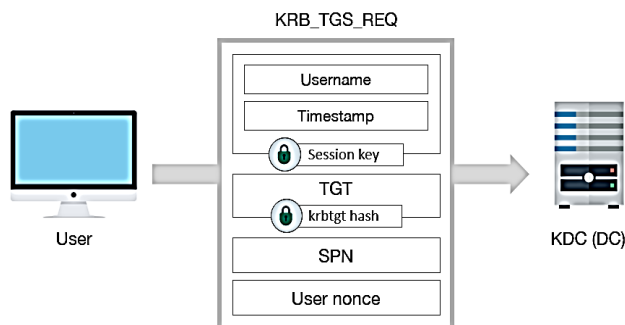 KRB_TGS_REQ
Username
Timestamp
Session key
TGT
krbtgt hash
SPN
User nonce
User
KDC (DC)